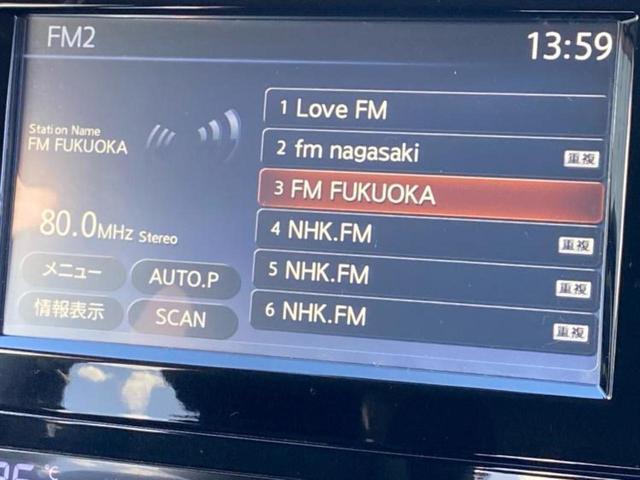 FM2
13:59
Station Name
FM FUKUOKA
80.0MHz Stereo
メニュー
AUTO.P
情報表示
SCAN
1 Love FM
2 fm nagasaki 重複
3 FM FUKUOKA
4 NHK.FM 重複
5 NHK.FM 重複
6 NHK.FM 重複
℃